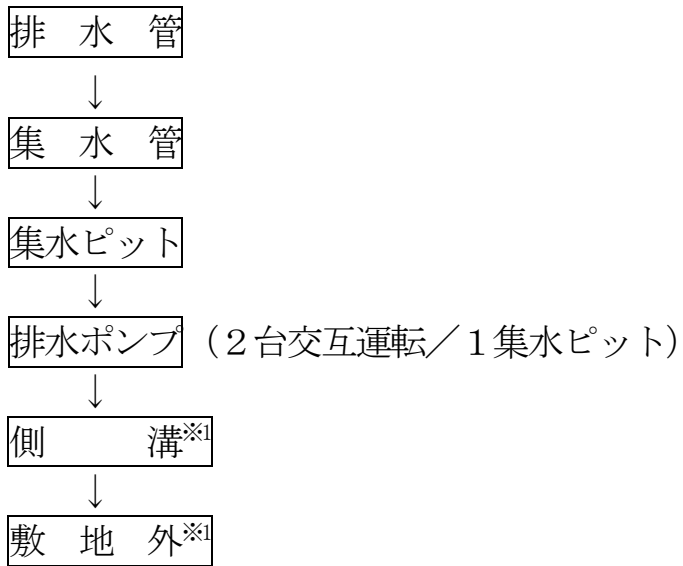 排　水　管
↓
集　水　管
↓
集水ピット
↓
排水ポンプ（２台交互運転／１集水ピット）
↓
側　　　溝※1
↓
敷　地　外※1